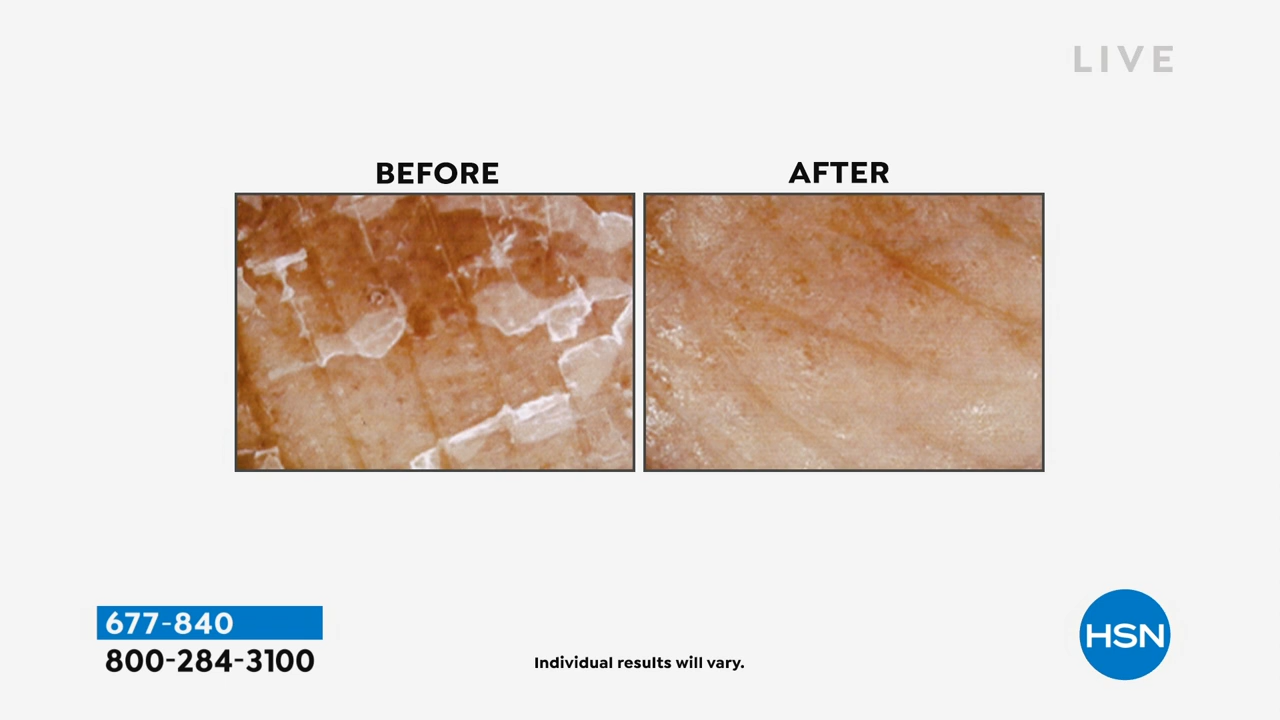 LIVE
BEFORE
AFTER
677-840
800-284-3100
Individual results will vary.
HSN